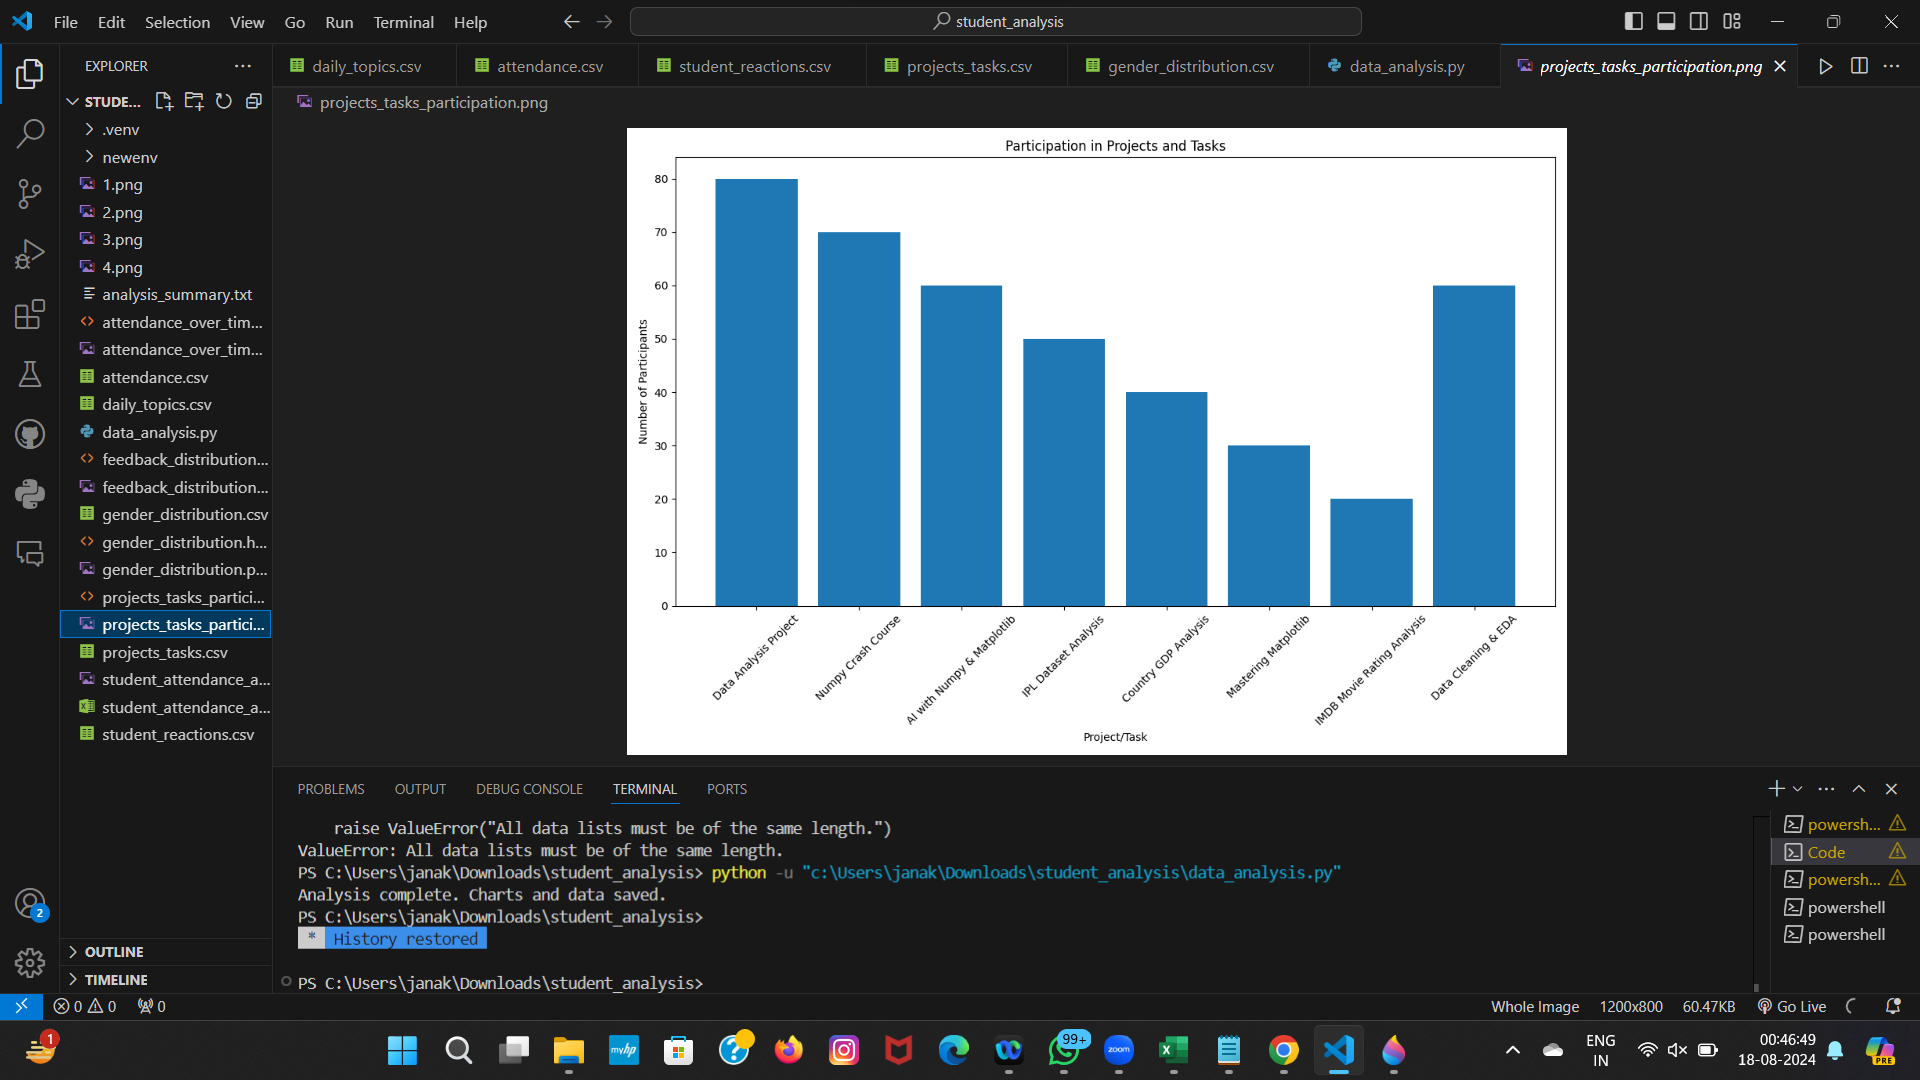 File Edit Selection View Go Run Terminal Help
student_analysis
EXPLORER
daily_topics.csv
attendance.csv
student_reactions.csv
projects_tasks.csv
gender_distribution.csv
data_analysis.py
projects_tasks_participation.png
STUDE...
projects_tasks_participation.png
.venv
newenv
1.png
2.png
3.png
4.png
analysis_summary.txt
attendance_over_tim...
attendance_over_tim...
attendance.csv
daily_topics.csv
data_analysis.py
feedback_distribution...
feedback_distribution...
gender_distribution.csv
gender_distribution.h...
gender_distribution.p...
projects_tasks_partici...
projects_tasks_partici...
projects_tasks.csv
student_attendance_a...
student_attendance_a...
student_reactions.csv
OUTLINE
TIMELINE
Participation in Projects and Tasks
Number of Participants
80
70
60
50
40
30
20
10
0
Data Analysis Project
Numpy Crash Course
AI with Numpy & Matplotlib
IPL Dataset Analysis
Country GDP Analysis
Mastering Matplotlib
IMDB Movie Rating Analysis
Data Cleaning & EDA
Project/Task
PROBLEMS OUTPUT DEBUG CONSOLE TERMINAL PORTS
raise ValueError("All data lists must be of the same length.")
ValueError: All data lists must be of the same length.
PS C:\Users\janak\Downloads\student_analysis> python -u "c:\Users\janak\Downloads\student_analysis\data_analysis.py"
Analysis complete. Charts and data saved.
PS C:\Users\janak\Downloads\student_analysis>
* History restored
PS C:\Users\janak\Downloads\student_analysis>
powersh...
Code
powersh...
powershell
powershell
2
0 0 0
Whole Image 1200x800 60.47KB Go Live
1
myhp
99+
zoom
ENG
IN
00:46:49
18-08-2024
PRE